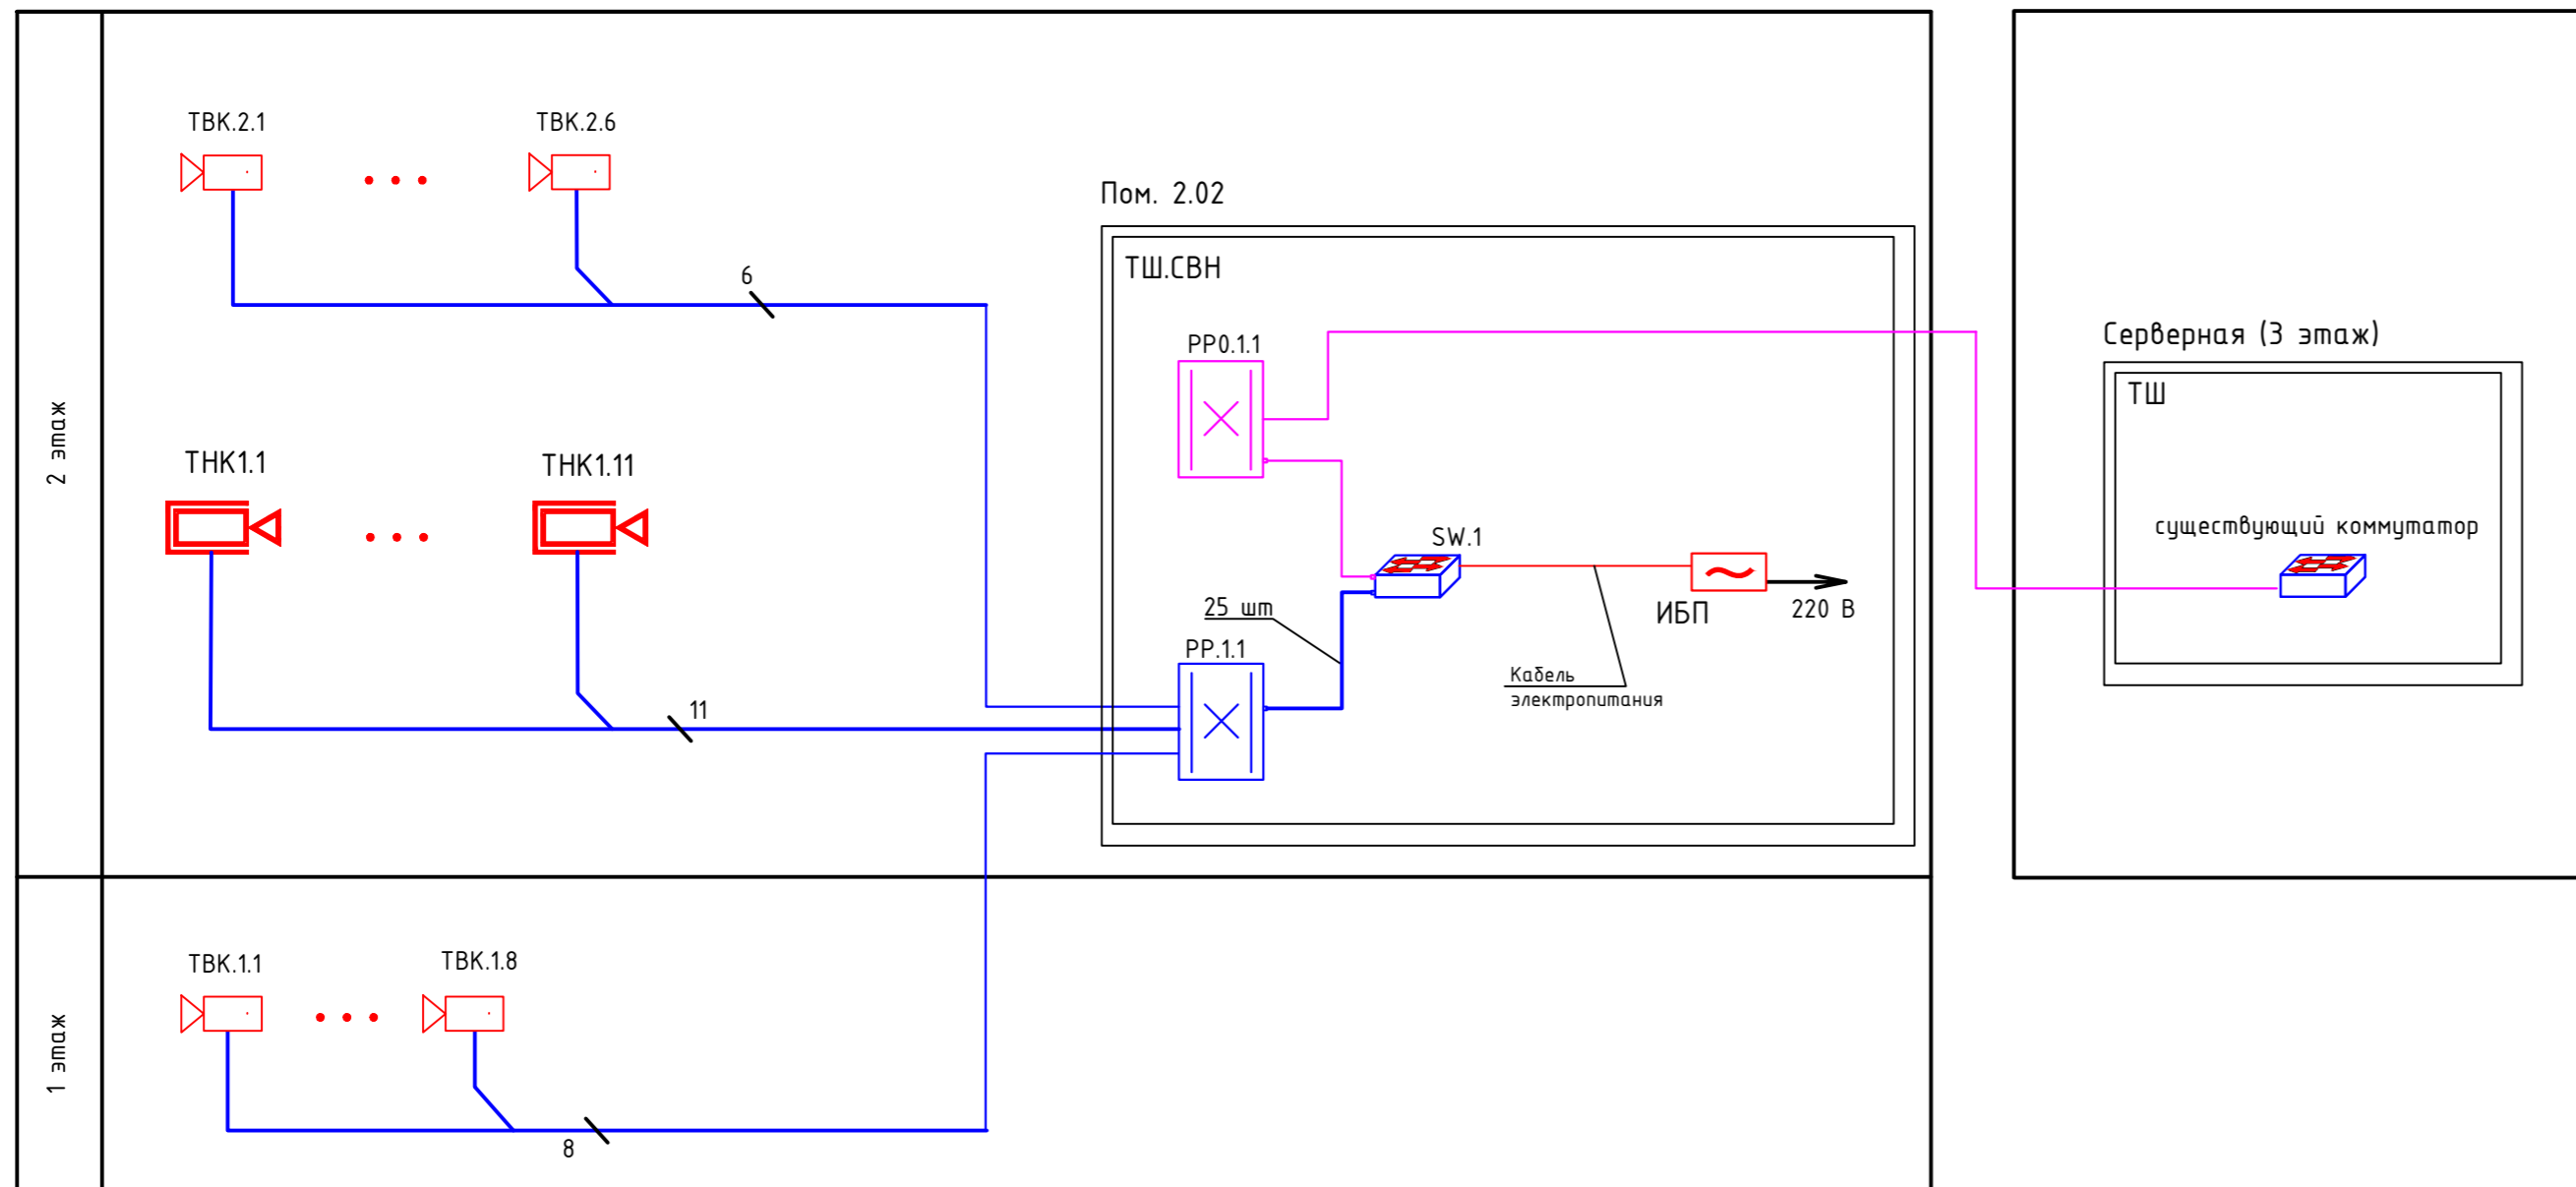 ТВК.2.1
ТВК.2.6
6
2 этаж
ТНК1.1
ТНК1.11
11
Пом. 2.02
ТШ.СВН
PPO.1.1
SW.1
25 шт
PP.1.1
ИБП
220 В
Кабель
электропитания
Серверная (3 этаж)
ТШ
существующий коммутатор
1 этаж
ТВК.1.1
ТВК.1.8
8